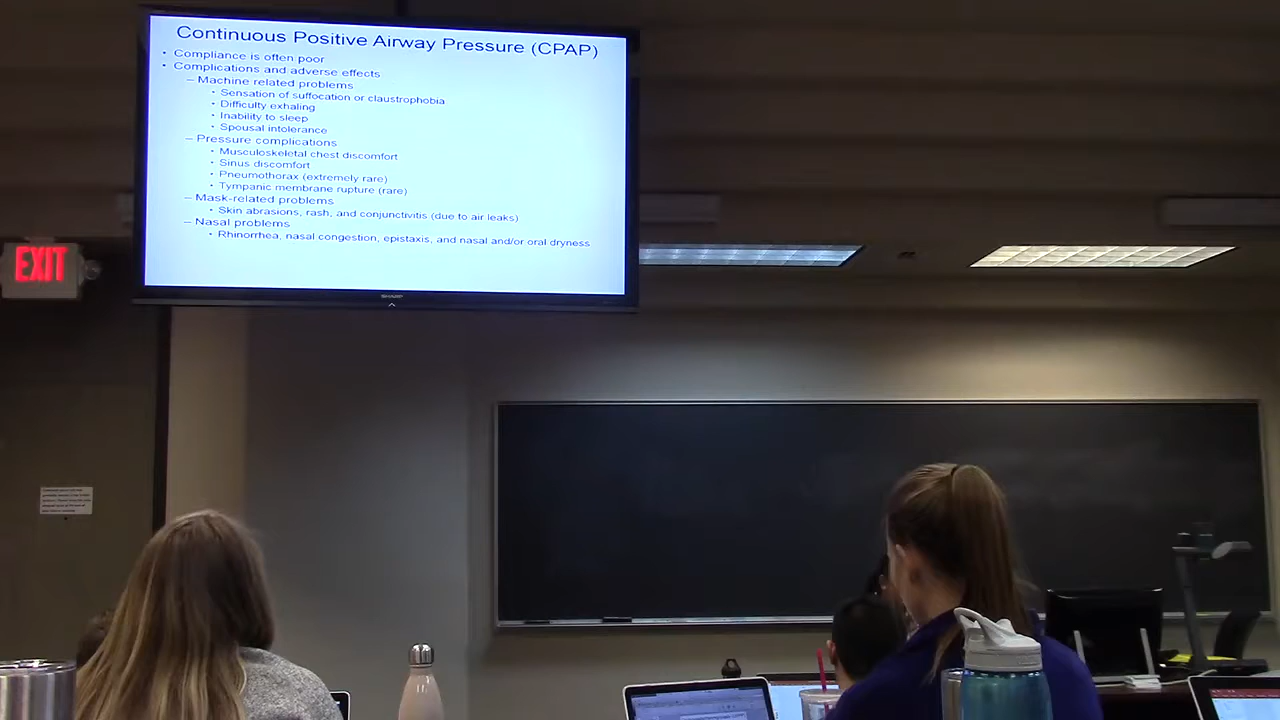 Continuous Positive Airway Pressure (CPAP)
• Compliance is often poor
• Complications and adverse effects
– Machine related problems
• Sensation of suffocation or claustrophobia
• Difficulty exhaling
• Inability to sleep
• Spousal intolerance
– Pressure complications
• Musculoskeletal chest discomfort
• Sinus discomfort
• Pneumothorax (extremely rare)
• Tympanic membrane rupture (rare)
– Mask-related problems
• Skin abrasions, rash, and conjunctivitis (due to air leaks)
– Nasal problems
• Rhinorrhea, nasal congestion, epistaxis, and nasal and/or oral dryness
SHARP
EXIT